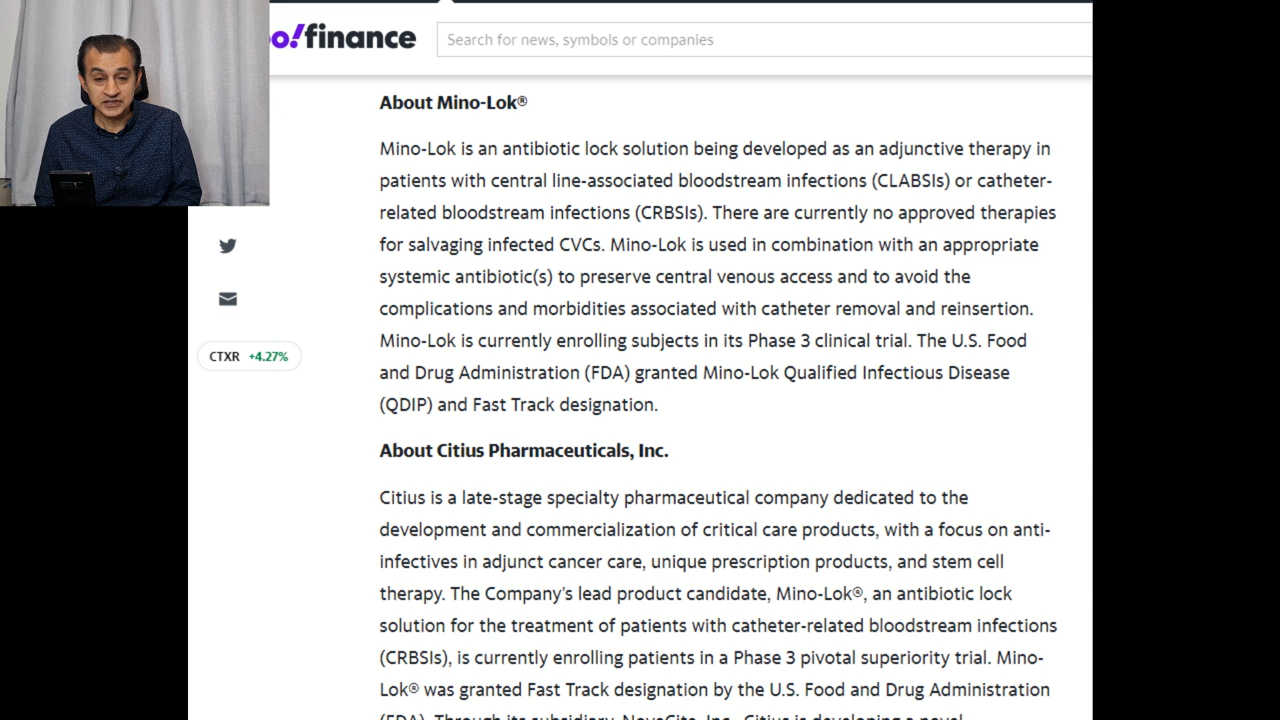 o!finance
Search for news, symbols or companies
About Mino-Lok®
Mino-Lok is an antibiotic lock solution being developed as an adjunctive therapy in
patients with central line-associated bloodstream infections (CLABSIs) or catheter-
related bloodstream infections (CRBSIs). There are currently no approved therapies
for salvaging infected CVCs. Mino-Lok is used in combination with an appropriate
systemic antibiotic(s) to preserve central venous access and to avoid the
complications and morbidities associated with catheter removal and reinsertion.
Mino-Lok is currently enrolling subjects in its Phase 3 clinical trial. The U.S. Food
and Drug Administration (FDA) granted Mino-Lok Qualified Infectious Disease
(QDIP) and Fast Track designation.
CTXR +4.27%
About Citius Pharmaceuticals, Inc.
Citius is a late-stage specialty pharmaceutical company dedicated to the
development and commercialization of critical care products, with a focus on anti-
infectives in adjunct cancer care, unique prescription products, and stem cell
therapy. The Company's lead product candidate, Mino-Lok®, an antibiotic lock
solution for the treatment of patients with catheter-related bloodstream infections
(CRBSIs), is currently enrolling patients in a Phase 3 pivotal superiority trial. Mino-
Lok® was granted Fast Track designation by the U.S. Food and Drug Administration
(FDA). Through its subsidiary, NoveCite, Inc., Citius is developing a novel